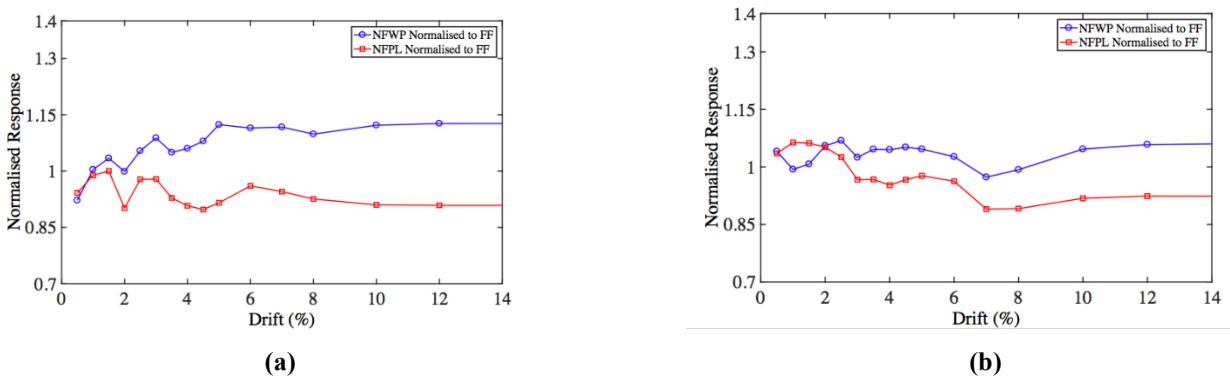 1.4
1.3
1.15
1
0.85
0.7
Normalised Response
NFWP Normalised to FF
NFPL Normalised to FF
0 2 4 6 8 10 12 14
Drift (%)
(a)
1.4
1.3
1.15
1
0.85
0.7
Normalised Response
NFWP Normalised to FF
NFPL Normalised to FF
0 2 4 6 8 10 12 14
Drift (%)
(b)